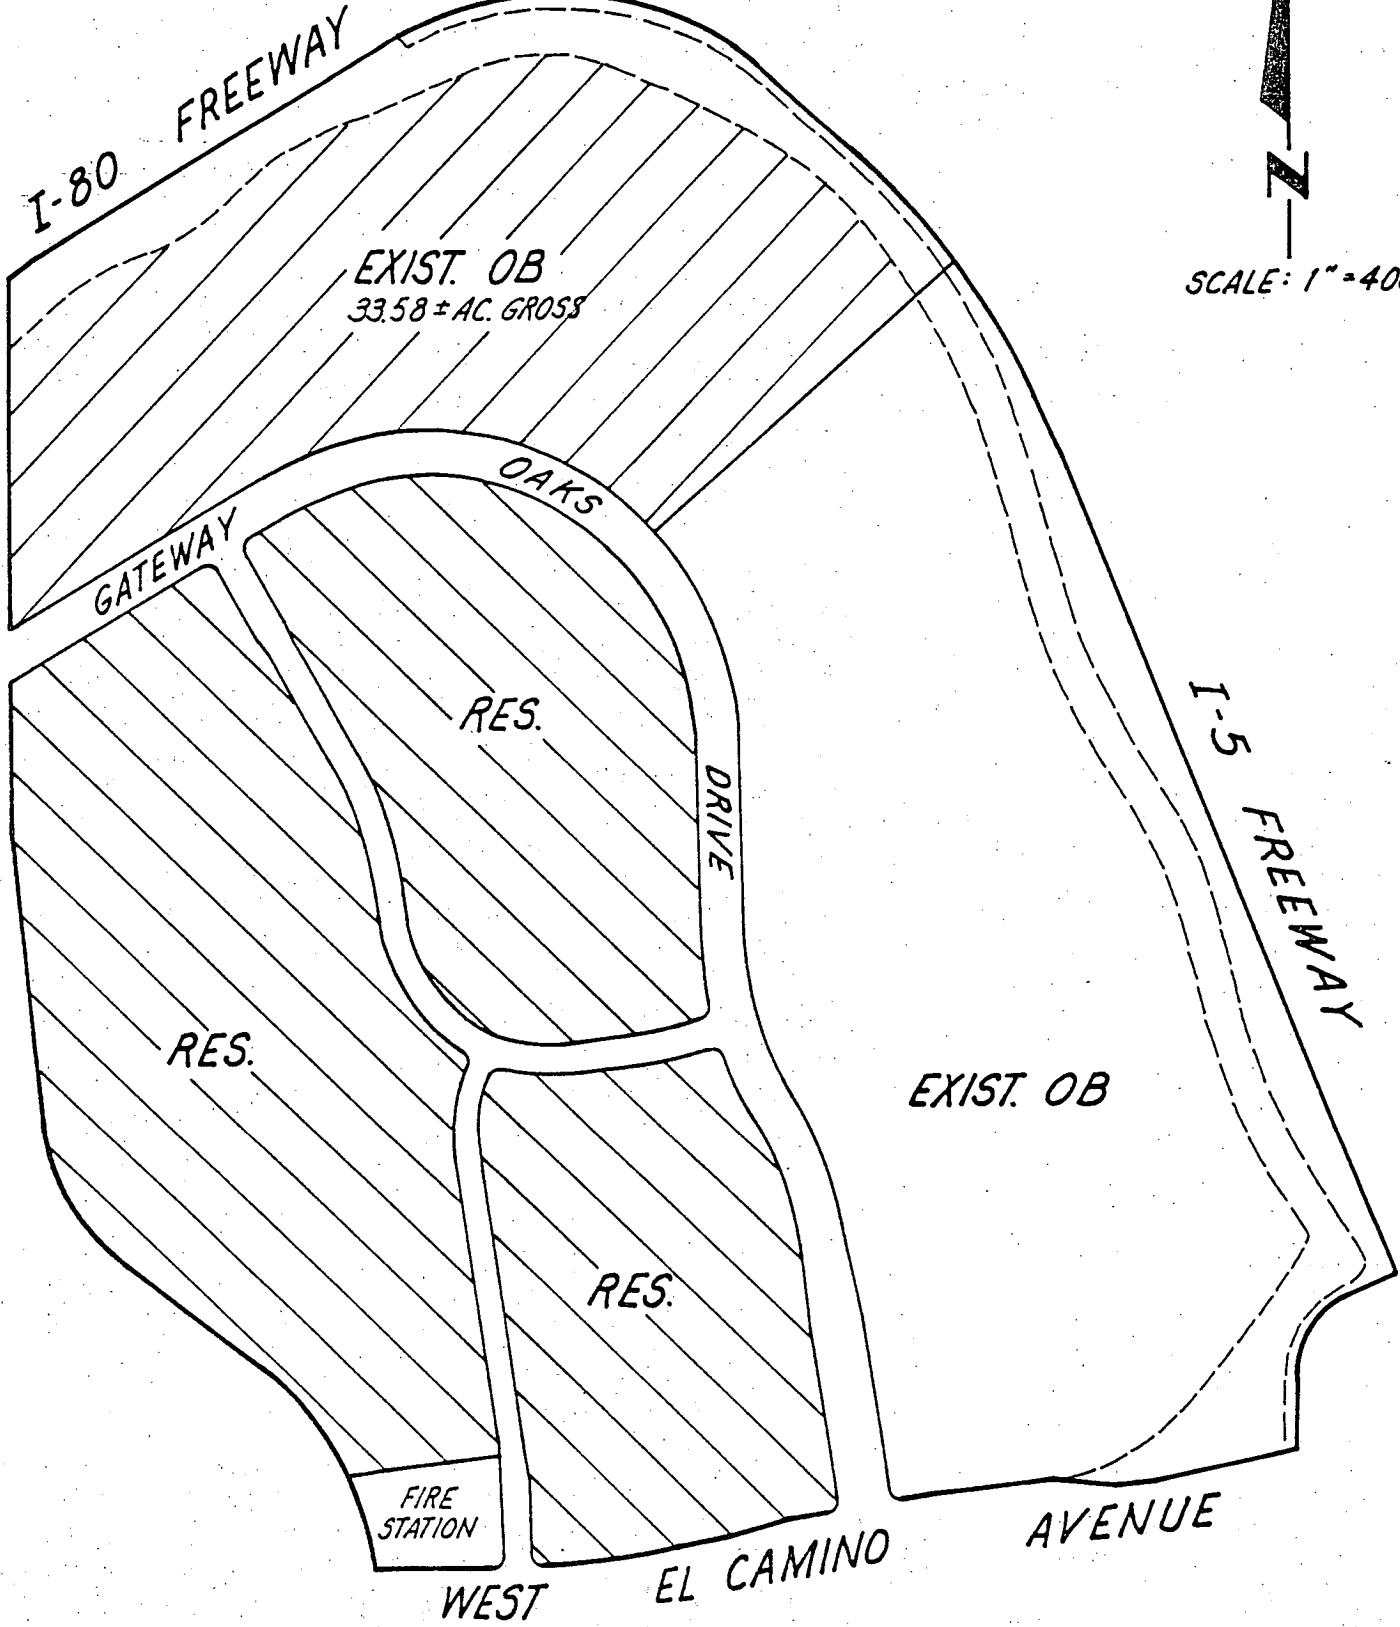 I-80 FREEWAY
N
SCALE: 1"=40
EXIST. OB
33.58 ± AC. GROSS
GATEWAY OAKS DRIVE
RES.
I-5 FREEWAY
RES.
EXIST. OB
RES.
FIRE
STATION
WEST EL CAMINO AVENUE